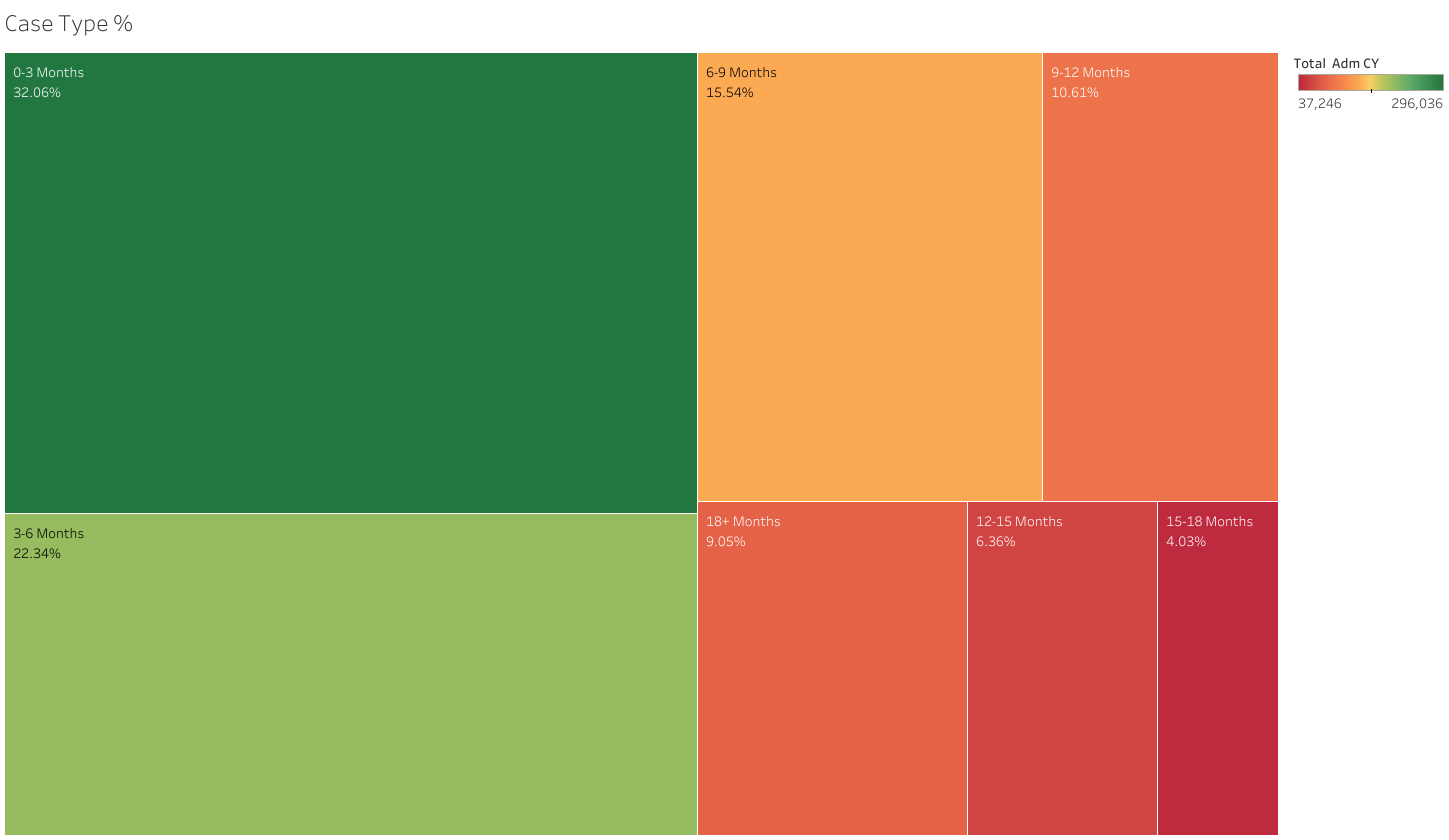 Case Type %
0-3 Months
32.06%
3-6 Months
22.34%
6-9 Months
15.54%
9-12 Months
10.61%
18+ Months
9.05%
12-15 Months
6.36%
15-18 Months
4.03%
Total  Adm CY
37,246 296,036